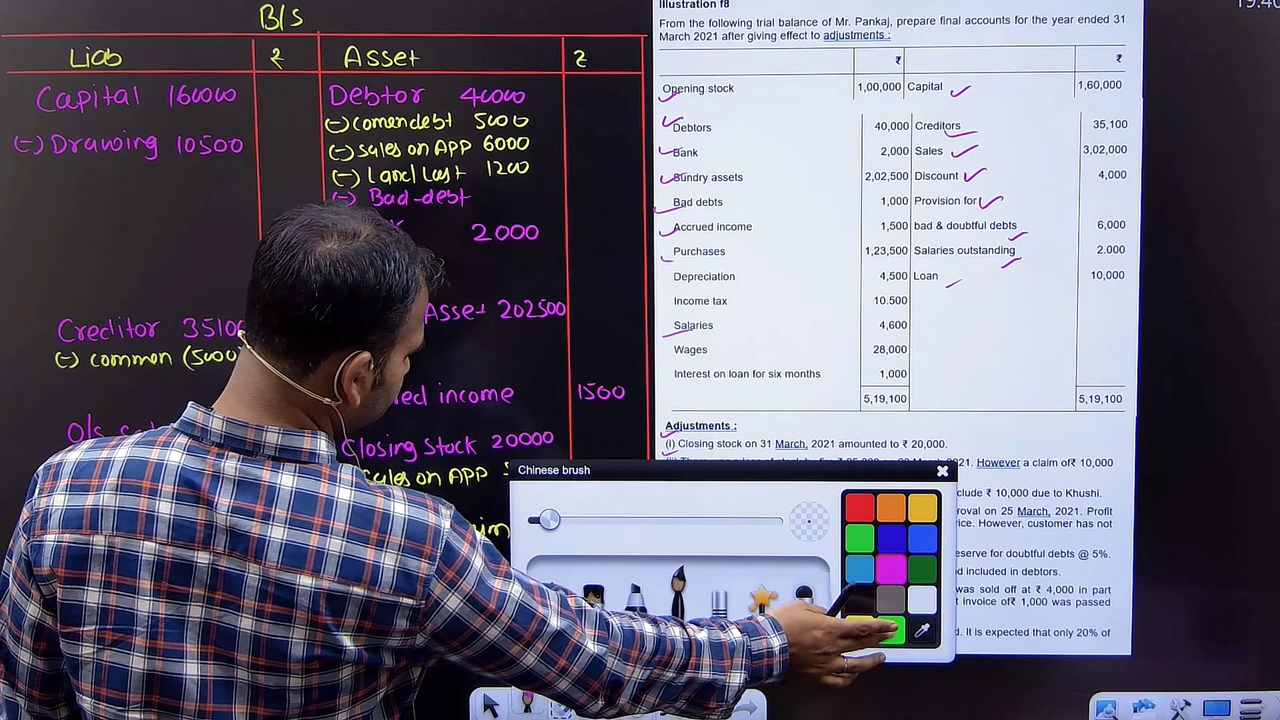 B/s
Liab ₹ Asset ₹
Capital 160000
(-) Drawing 10500
Creditor 3510
(-) common (5000
O/s
Debtor 40000
(-) comen debt 5000
(-) sales on APP 6000
(-) Land Last 1200
(-) Bad-debt
2000
Asset 202500
ed income 1500
Closing Stock 20000
sales on APP
Illustration f8
From the following trial balance of Mr. Pankaj, prepare final accounts for the year ended 31
March 2021 after giving effect to adjustments :
₹ ₹
Opening stock 1,00,000 Capital 1,60,000
Debtors 40,000 Creditors 35,100
Bank 2,000 Sales 3,02,000
Sundry assets 2,02,500 Discount 4,000
Bad debts 1,000 Provision for
Accrued income 1,500 bad & doubtful debts 6,000
Purchases 1,23,500 Salaries outstanding 2.000
Depreciation 4,500 Loan 10,000
Income tax 10.500
Salaries 4,600
Wages 28,000
Interest on loan for six months 1,000
5,19,100 5,19,100
Adjustments :
(i) Closing stock on 31 March, 2021 amounted to ₹ 20,000.
2021. However a claim of₹ 10,000
clude ₹ 10,000 due to Khushi.
roval on 25 March, 2021. Profit
rice. However, customer has not
eserve for doubtful debts @ 5%.
nd included in debtors.
was sold off at ₹ 4,000 in part
t invoice of₹ 1,000 was passed
d. It is expected that only 20% of
Chinese brush
19:40